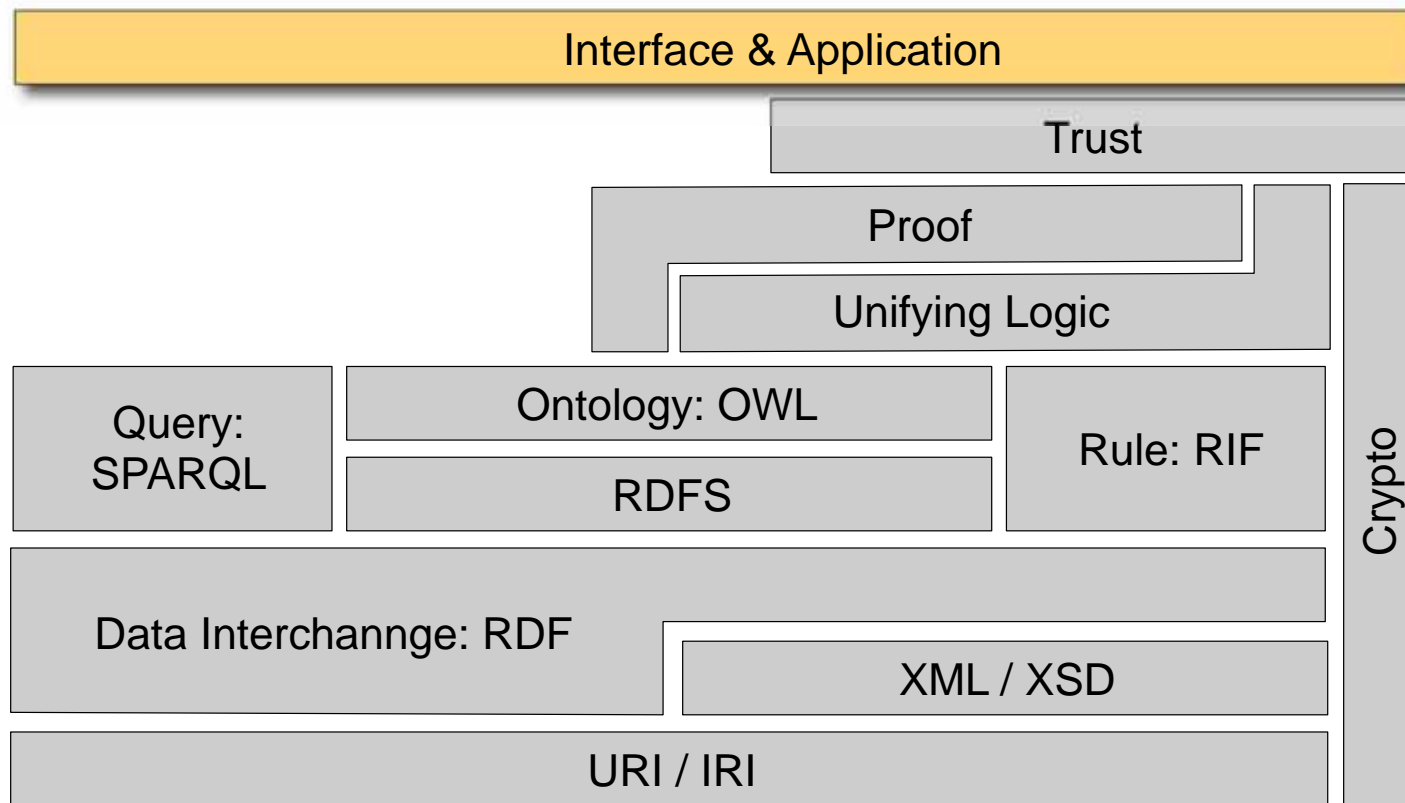 Interface & Application
Trust
Proof
Unifying Logic
Query:
SPARQL
Ontology: OWL
Rule: RIF
RDFS
Crypto
Data Interchannge: RDF
XML / XSD
URI / IRI